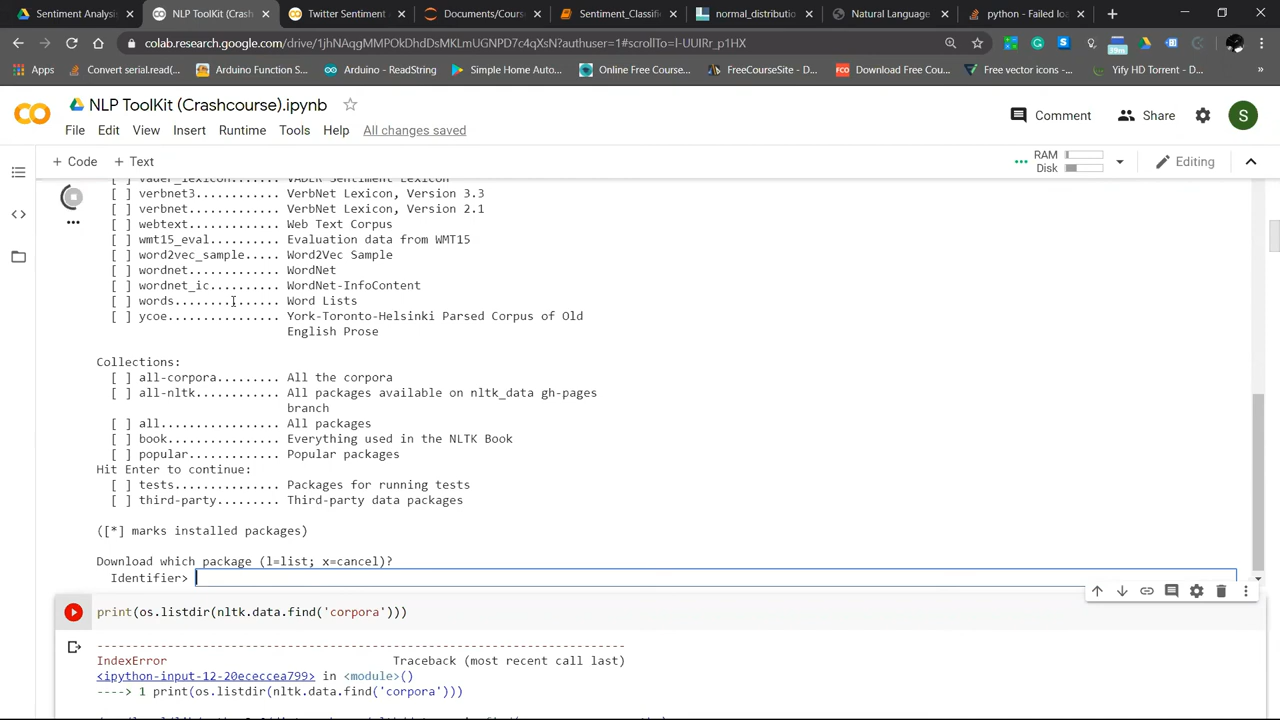 Sentiment Analysis
NLP ToolKit (Crash
Twitter Sentiment
Documents/Cour
Sentiment_Classifi
normal_distributio
Natural Language
python - Failed lo
colab.research.google.com/drive/1jhNAqgMMPOkDhdDsMKLmUGNPD7c4qXsN?authuser=1#scrollTo=l-UUIRr_p1HX
Apps
Convert serial.read(...
Arduino Function S...
Arduino - ReadString
Simple Home Auto...
Online Free Course...
FreeCourseSite - D...
Download Free Cou...
Free vector icons -...
Yify HD Torrent - D...
NLP ToolKit (Crashcourse).ipynb
Comment
Share
S
File Edit View Insert Runtime Tools Help All changes saved
+ Code + Text
RAM
Disk
Editing
[ ] vader_lexicon....... VADER Sentiment Lexicon
[ ] verbnet3............ VerbNet Lexicon, Version 3.3
[ ] verbnet............. VerbNet Lexicon, Version 2.1
[ ] webtext............. Web Text Corpus
[ ] wmt15_eval.......... Evaluation data from WMT15
[ ] word2vec_sample..... Word2Vec Sample
[ ] wordnet............. WordNet
[ ] wordnet_ic.......... WordNet-InfoContent
[ ] words............... Word Lists
[ ] ycoe................ York-Toronto-Helsinki Parsed Corpus of Old
English Prose
Collections:
[ ] all-corpora......... All the corpora
[ ] all-nltk............ All packages available on nltk_data gh-pages
branch
[ ] all................. All packages
[ ] book................ Everything used in the NLTK Book
[ ] popular............. Popular packages
Hit Enter to continue:
[ ] tests............... Packages for running tests
[ ] third-party......... Third-party data packages
([*] marks installed packages)
Download which package (l=list; x=cancel)?
Identifier>
print(os.listdir(nltk.data.find('corpora')))
---------------------------------------------------------------------------
IndexError Traceback (most recent call last)
<ipython-input-12-20ececcea799> in <module>()
----> 1 print(os.listdir(nltk.data.find('corpora')))